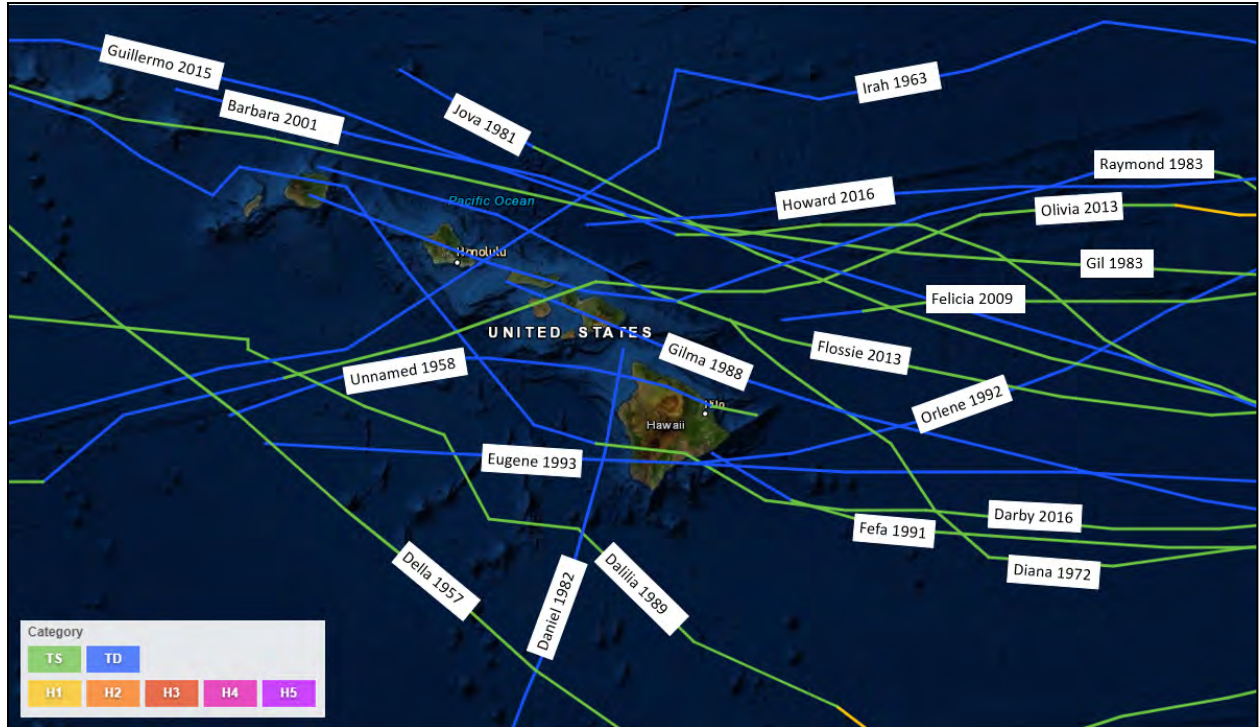 Guillermo 2015
Barbara 2001
Jova 1981
Irah 1963
Raymond 1983
Howard 2016
Olivia 2013
Pacific Ocean
Honolulu
Gil 1983
Felicia 2009
UNITED STATES
Flossie 2013
Gilma 1988
Unnamed 1958
Orlene 1992
Hilo
Hawaii
Eugene 1993
Darby 2016
Fefa 1991
Diana 1972
Della 1957
Daniel 1982
Dalilia 1989
Category
TS TD
H1 H2 H3 H4 H5